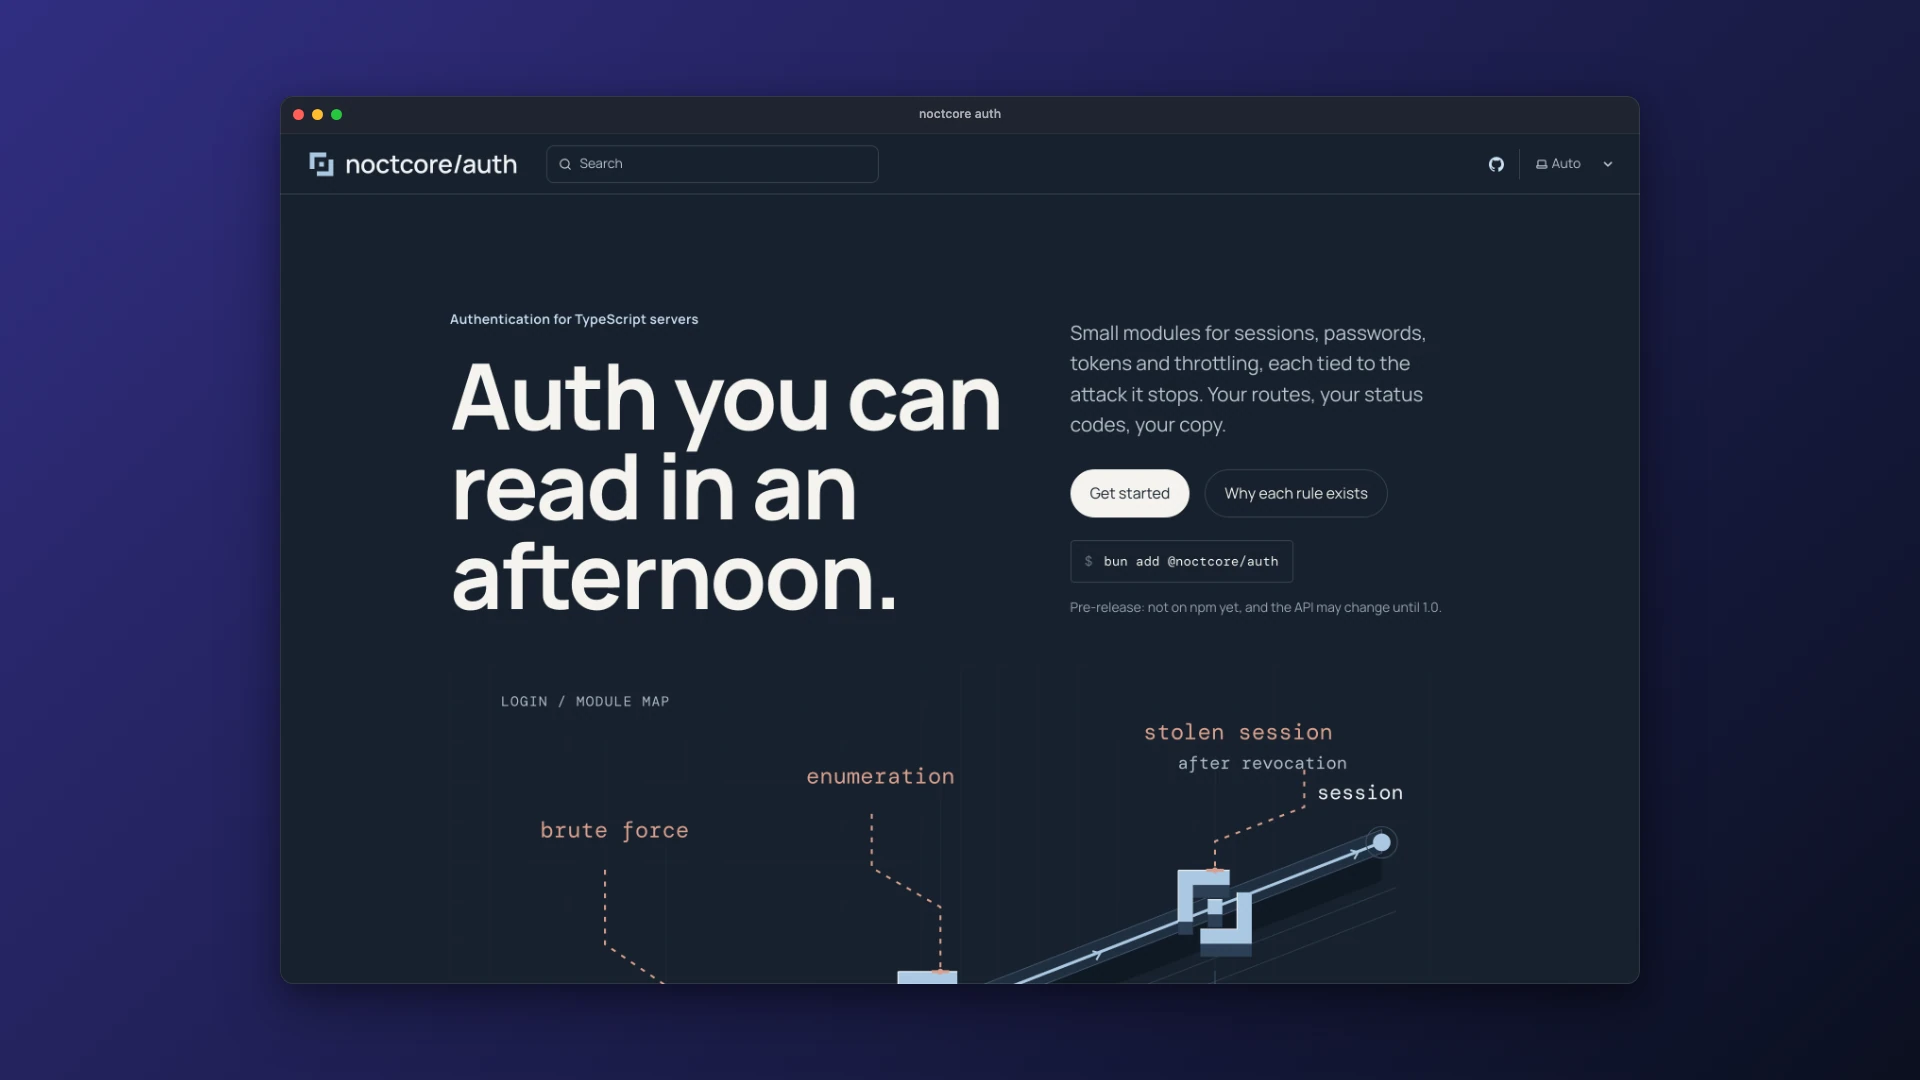 noctcore auth
noctcore/auth
Search
Auto
Authentication for TypeScript servers
Auth you can
read in an
afternoon.
Small modules for sessions, passwords,
tokens and throttling, each tied to the
attack it stops. Your routes, your status
codes, your copy.
Get started
Why each rule exists
$ bun add @noctcore/auth
Pre-release: not on npm yet, and the API may change until 1.0.
LOGIN / MODULE MAP
stolen session
after revocation
session
enumeration
brute force